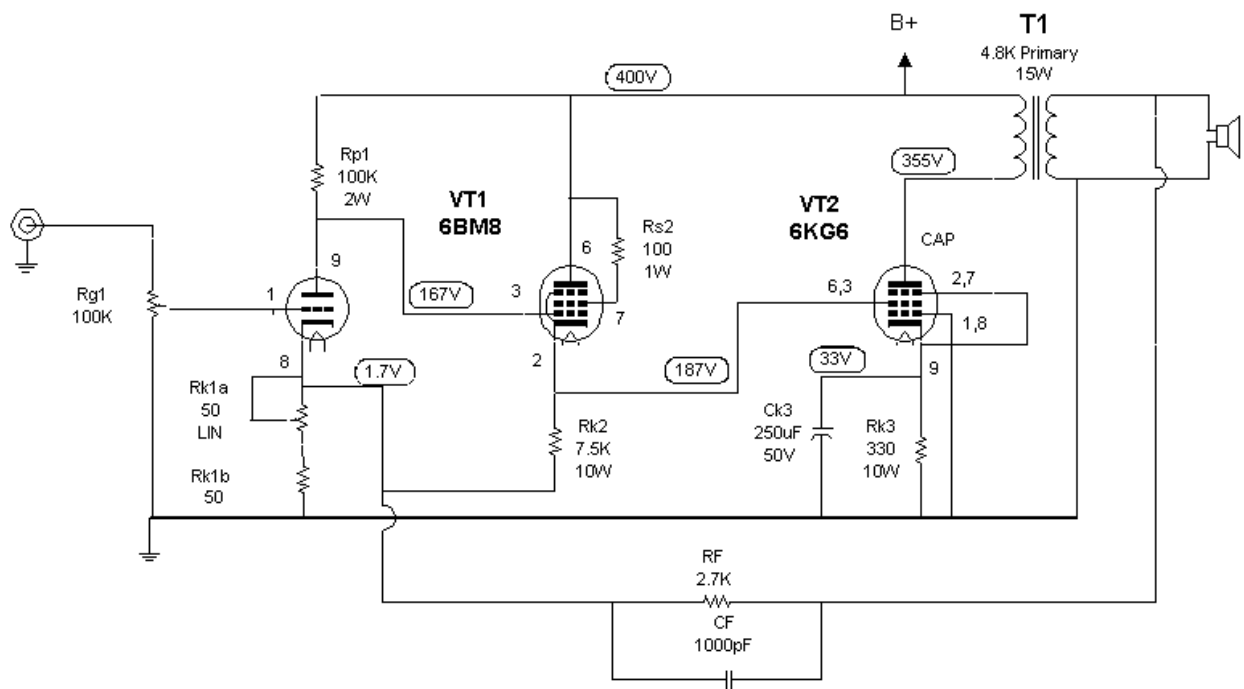 B+
T1
4.8K Primary
15W
400V
Rp1
100K
2W
VT1
6BM8
6
Rs2
100
1W
355V
VT2
6KG6
CAP
9
1
Rg1
100K
167V
3
7
6,3
2,7
1,8
8
1.7V
2
187V
33V
9
Rk1a
50
LIN
Rk1b
50
Rk2
7.5K
10W
Ck3
250uF
50V
Rk3
330
10W
RF
2.7K
CF
1000pF